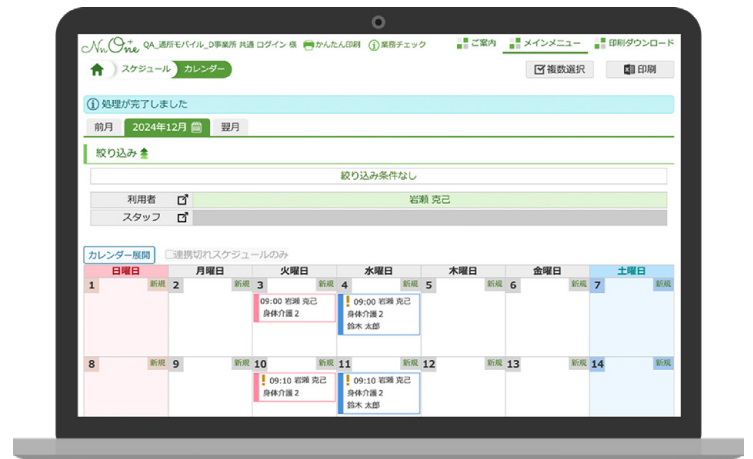 Nn One QA_通所モバイル_D事業所 共通 ログイン 様 かんたん印刷 業務チェック ご案内 メインメニュー 印刷ダウンロード
スケジュール カレンダー 複数選択 印刷
処理が完了しました
前月 2024年12月 翌月
絞り込み
絞り込み条件なし
利用者 岩瀬 克己
スタッフ
カレンダー展開 連携切れスケジュールのみ
日曜日 月曜日 火曜日 水曜日 木曜日 金曜日 土曜日
1 新規 2 新規 3 新規 4 新規 5 新規 6 新規 7 新規
09:00 岩瀬 克己
身体介護2
09:00 岩瀬 克己
身体介護2
鈴木 太郎
8 新規 9 新規 10 新規 11 新規 12 新規 13 新規 14 新規
09:10 岩瀬 克己
身体介護2
09:10 岩瀬 克己
身体介護2
鈴木 太郎